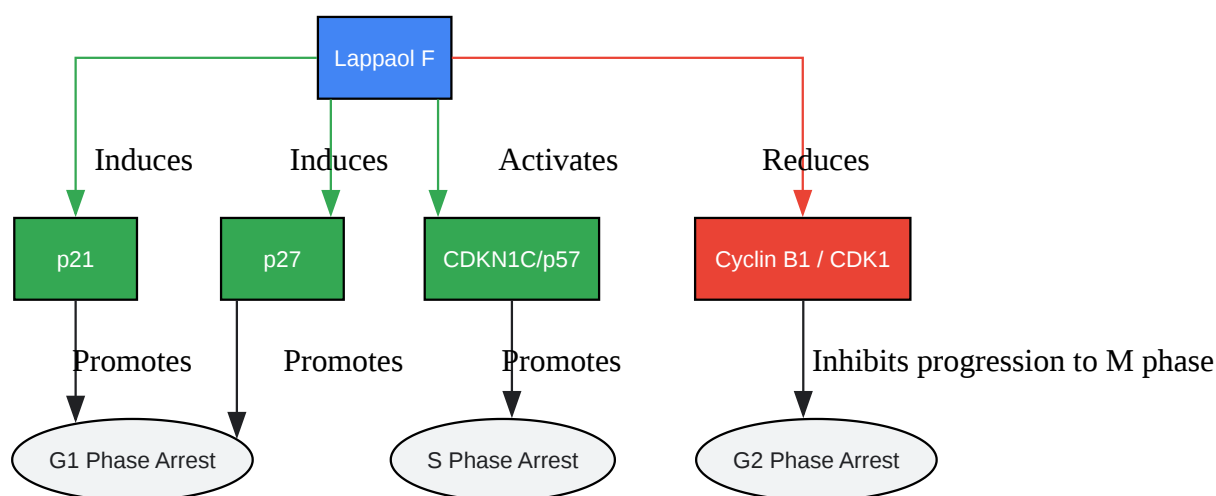 Lappaol F
Induces
Induces
Activates
Reduces
p21
p27
CDKN1C/p57
Cyclin B1 / CDK1
Promotes
Promotes
Promotes
Inhibits progression to M phase
G1 Phase Arrest
S Phase Arrest
G2 Phase Arrest